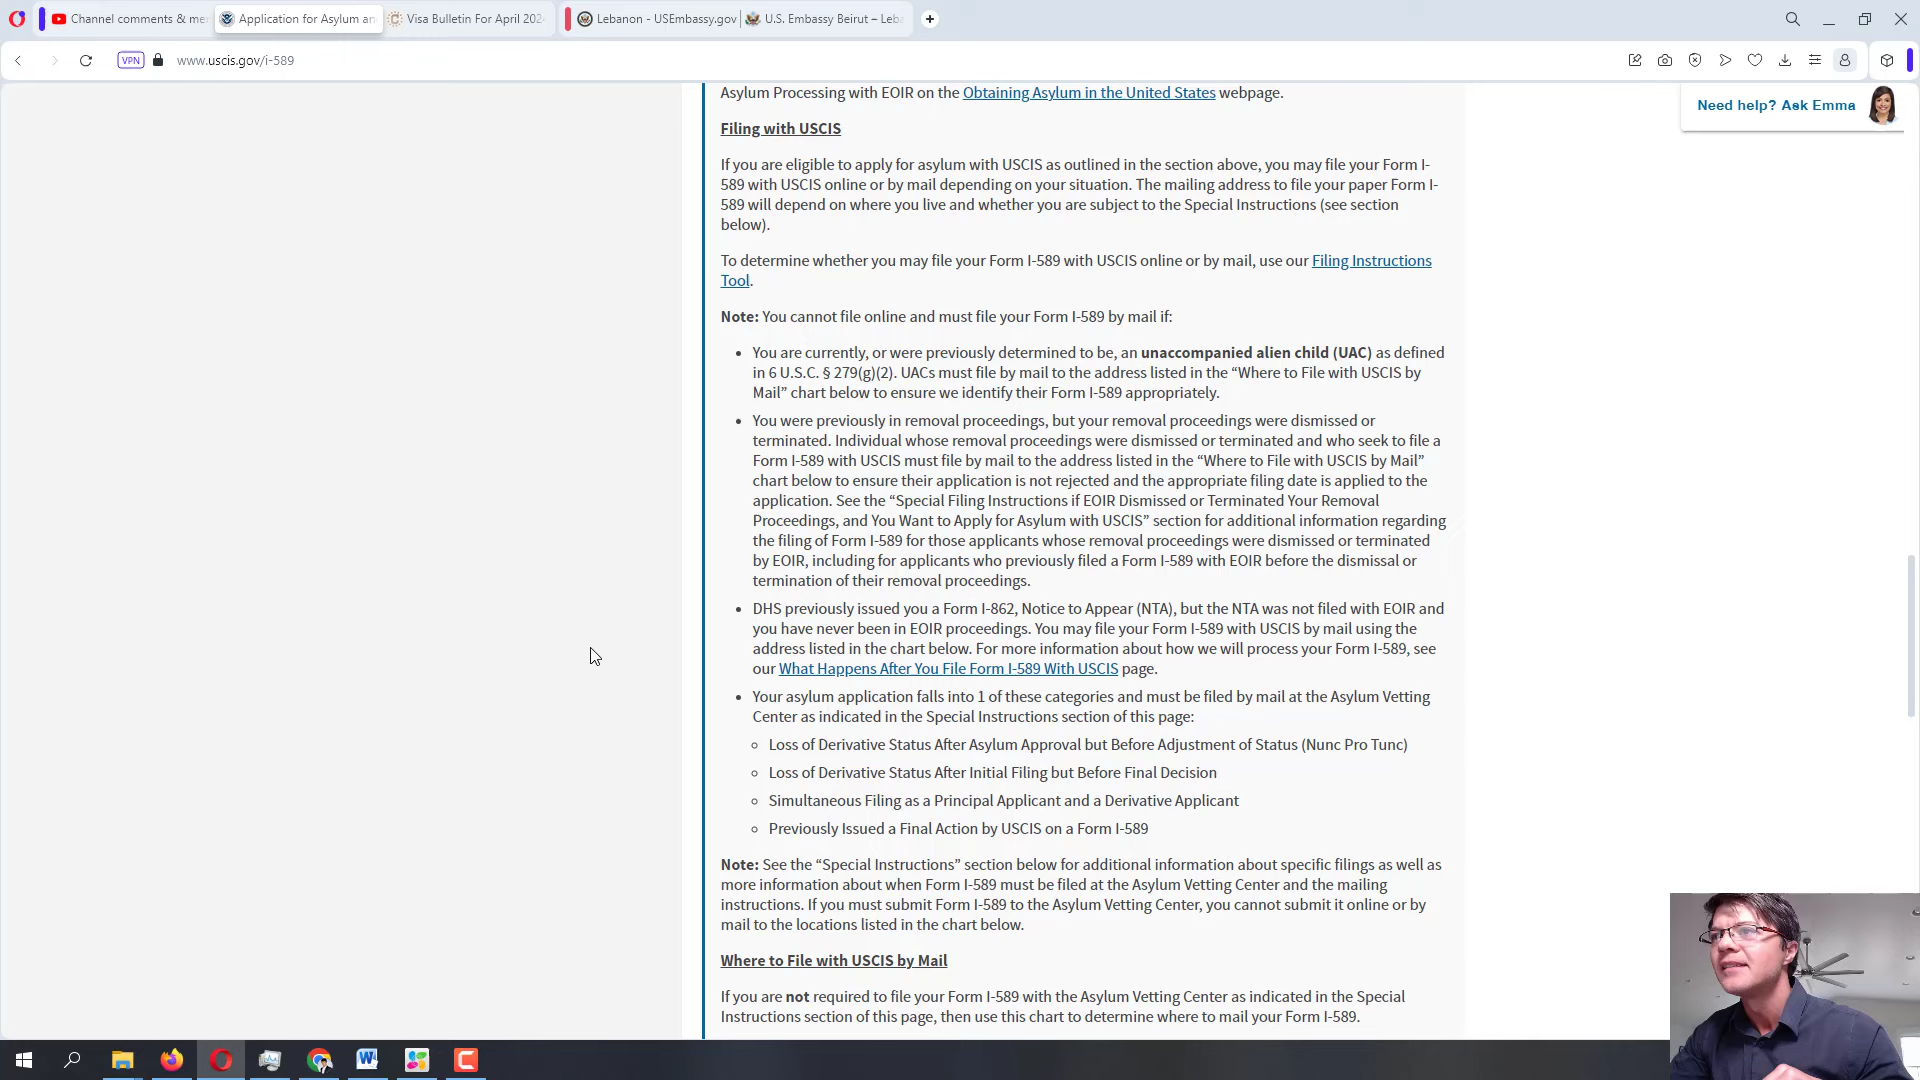 Channel comments & me
Application for Asylum an
Visa Bulletin For April 202
Lebanon - USEmbassy.gov
U.S. Embassy Beirut – Leba
VPN
www.uscis.gov/i-589
Need help? Ask Emma
Asylum Processing with EOIR on the Obtaining Asylum in the United States webpage.
Filing with USCIS
If you are eligible to apply for asylum with USCIS as outlined in the section above, you may file your Form I-
589 with USCIS online or by mail depending on your situation. The mailing address to file your paper Form I-
589 will depend on where you live and whether you are subject to the Special Instructions (see section
below).
To determine whether you may file your Form I-589 with USCIS online or by mail, use our Filing Instructions
Tool.
Note: You cannot file online and must file your Form I-589 by mail if:
• You are currently, or were previously determined to be, an unaccompanied alien child (UAC) as defined
in 6 U.S.C. § 279(g)(2). UACs must file by mail to the address listed in the “Where to File with USCIS by
Mail” chart below to ensure we identify their Form I-589 appropriately.
• You were previously in removal proceedings, but your removal proceedings were dismissed or
terminated. Individual whose removal proceedings were dismissed or terminated and who seek to file a
Form I-589 with USCIS must file by mail to the address listed in the “Where to File with USCIS by Mail”
chart below to ensure their application is not rejected and the appropriate filing date is applied to the
application. See the “Special Filing Instructions if EOIR Dismissed or Terminated Your Removal
Proceedings, and You Want to Apply for Asylum with USCIS” section for additional information regarding
the filing of Form I-589 for those applicants whose removal proceedings were dismissed or terminated
by EOIR, including for applicants who previously filed a Form I-589 with EOIR before the dismissal or
termination of their removal proceedings.
• DHS previously issued you a Form I-862, Notice to Appear (NTA), but the NTA was not filed with EOIR and
you have never been in EOIR proceedings. You may file your Form I-589 with USCIS by mail using the
address listed in the chart below. For more information about how we will process your Form I-589, see
our What Happens After You File Form I-589 With USCIS page.
• Your asylum application falls into 1 of these categories and must be filed by mail at the Asylum Vetting
Center as indicated in the Special Instructions section of this page:
◦ Loss of Derivative Status After Asylum Approval but Before Adjustment of Status (Nunc Pro Tunc)
◦ Loss of Derivative Status After Initial Filing but Before Final Decision
◦ Simultaneous Filing as a Principal Applicant and a Derivative Applicant
◦ Previously Issued a Final Action by USCIS on a Form I-589
Note: See the “Special Instructions” section below for additional information about specific filings as well as
more information about when Form I-589 must be filed at the Asylum Vetting Center and the mailing
instructions. If you must submit Form I-589 to the Asylum Vetting Center, you cannot submit it online or by
mail to the locations listed in the chart below.
Where to File with USCIS by Mail
If you are not required to file your Form I-589 with the Asylum Vetting Center as indicated in the Special
Instructions section of this page, then use this chart to determine where to mail your Form I-589.